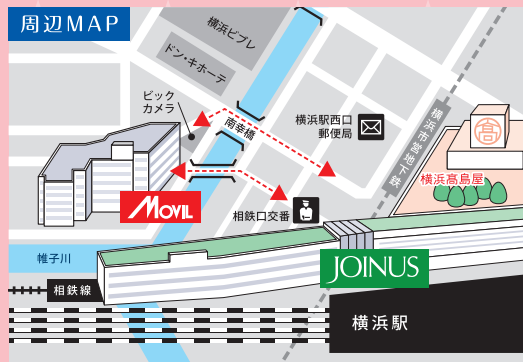 周辺MAP
横浜ビブレ
ドン・キホーテ
ビック
カメラ
南幸橋
横浜駅西口
郵便局
横浜市営地下鉄
髙
横浜髙島屋
MOVIL
相鉄口交番
帷子川
JOINUS
相鉄線
横浜駅